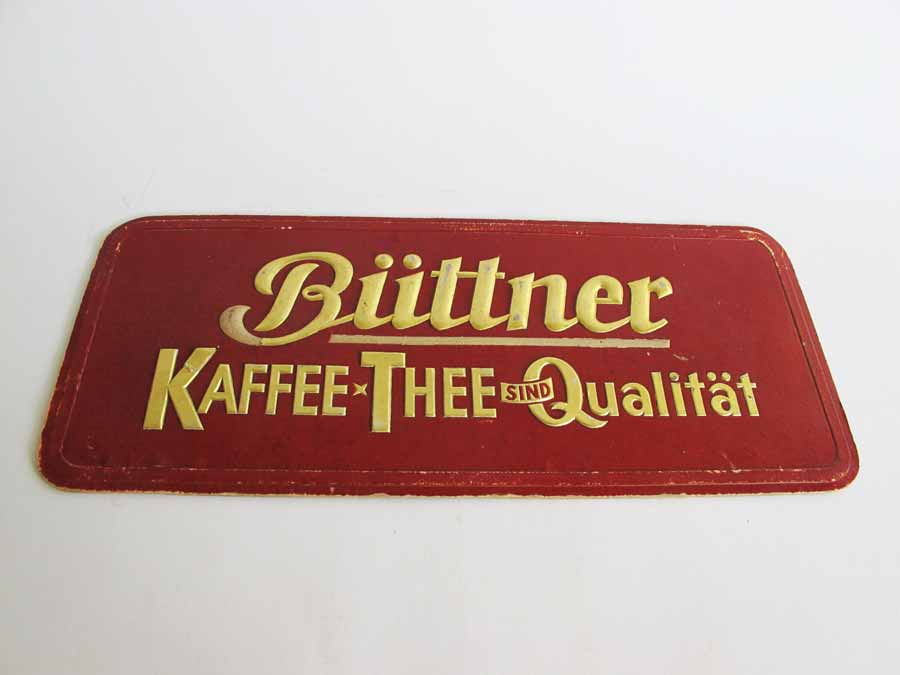 Büttner
KAFFEE × THEE SIND Qualität